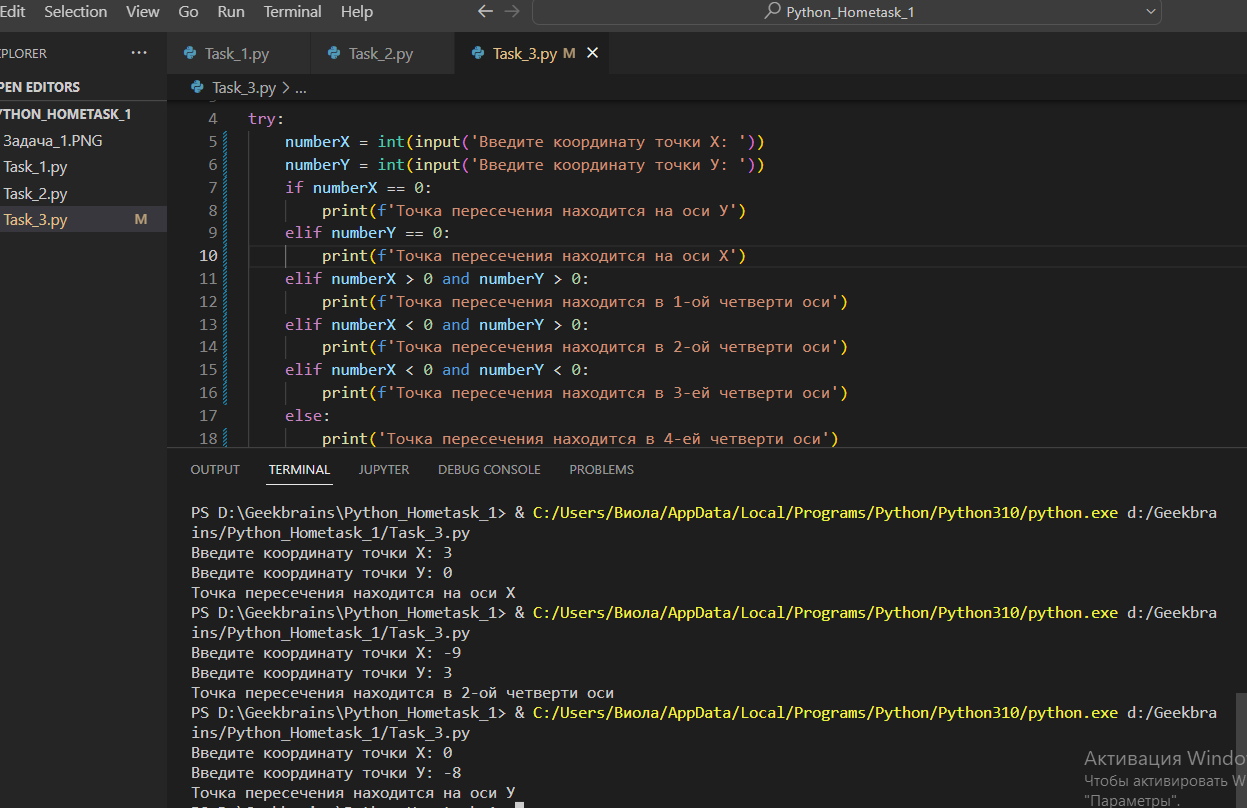 Edit Selection View Go Run Terminal Help Python_Hometask_1
PLORER ... Task_1.py Task_2.py Task_3.py M
PEN EDITORS Task_3.py > ...
YTHON_HOMETASK_1
Задача_1.PNG
Task_1.py
Task_2.py
Task_3.py M
4 try:
5 numberX = int(input('Введите координату точки Х: '))
6 numberY = int(input('Введите координату точки У: '))
7 if numberX == 0:
8 print(f'Точка пересечения находится на оси У')
9 elif numberY == 0:
10 print(f'Точка пересечения находится на оси Х')
11 elif numberX > 0 and numberY > 0:
12 print(f'Точка пересечения находится в 1-ой четверти оси')
13 elif numberX < 0 and numberY > 0:
14 print(f'Точка пересечения находится в 2-ой четверти оси')
15 elif numberX < 0 and numberY < 0:
16 print(f'Точка пересечения находится в 3-ей четверти оси')
17 else:
18 print('Точка пересечения находится в 4-ей четверти оси')
OUTPUT TERMINAL JUPYTER DEBUG CONSOLE PROBLEMS
PS D:\Geekbrains\Python_Hometask_1> & C:/Users/Виола/AppData/Local/Programs/Python/Python310/python.exe d:/Geekbra
ins/Python_Hometask_1/Task_3.py
Введите координату точки Х: 3
Введите координату точки У: 0
Точка пересечения находится на оси Х
PS D:\Geekbrains\Python_Hometask_1> & C:/Users/Виола/AppData/Local/Programs/Python/Python310/python.exe d:/Geekbra
ins/Python_Hometask_1/Task_3.py
Введите координату точки Х: -9
Введите координату точки У: 3
Точка пересечения находится в 2-ой четверти оси
PS D:\Geekbrains\Python_Hometask_1> & C:/Users/Виола/AppData/Local/Programs/Python/Python310/python.exe d:/Geekbra
ins/Python_Hometask_1/Task_3.py
Введите координату точки Х: 0
Введите координату точки У: -8
Точка пересечения находится на оси У
Активация Windo
Чтобы активировать W
"Параметры".